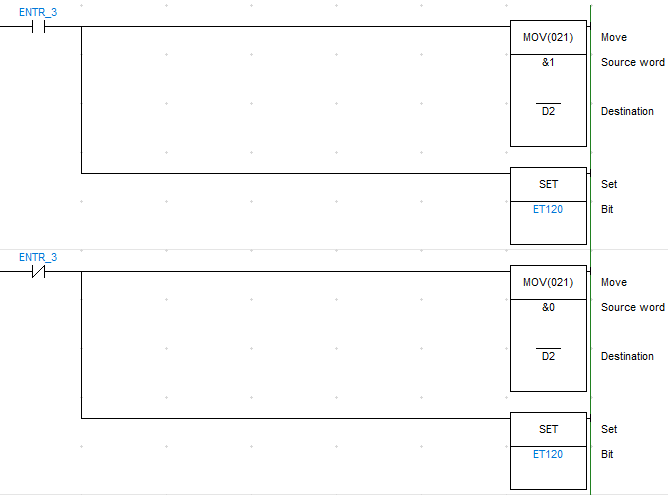 ENTR_3
MOV(021) Move
&1 Source word
D2 Destination
SET Set
ET120 Bit
ENTR_3
MOV(021) Move
&0 Source word
D2 Destination
SET Set
ET120 Bit